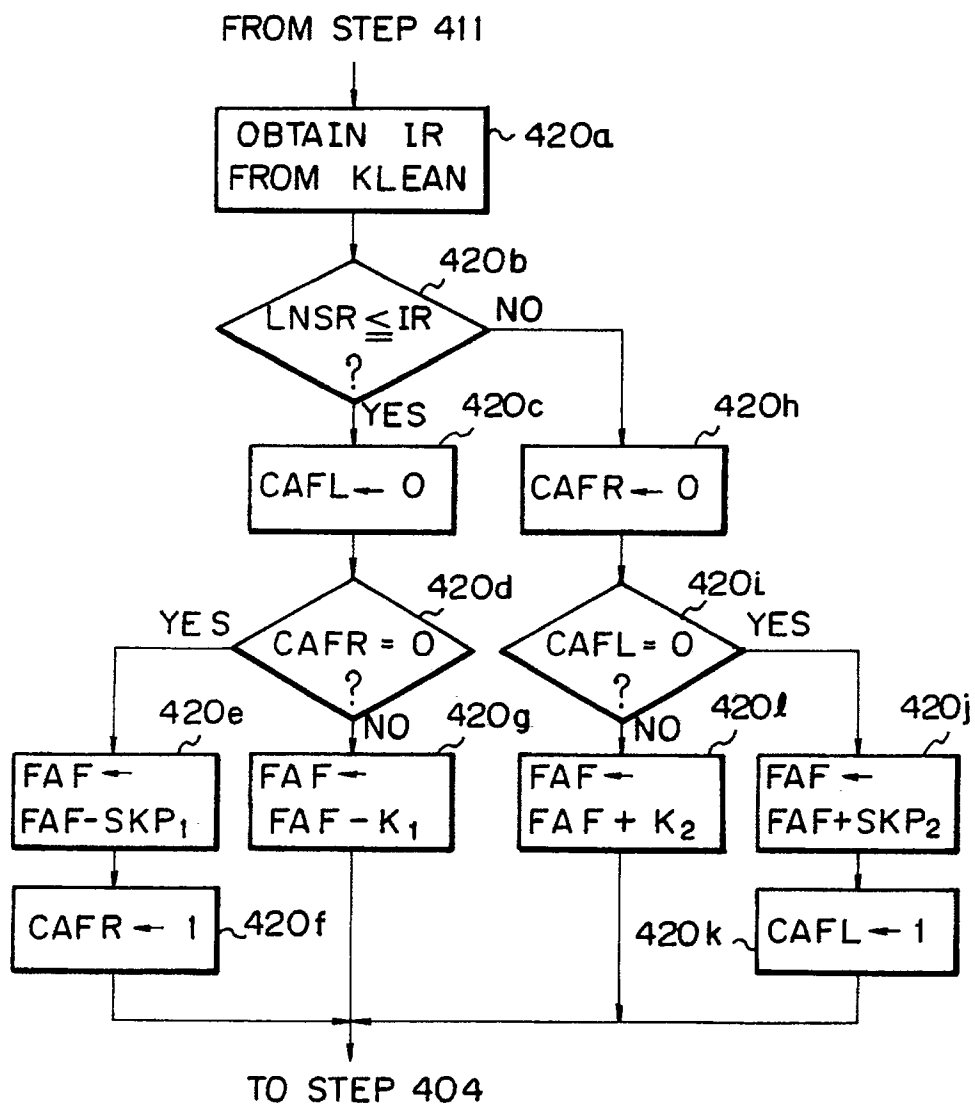 FROM STEP 411
OBTAIN IR
FROM KLEAN
420a
420b
LNSR ≦ IR
?
NO
YES
420c
420h
CAFL ← 0
CAFR ← 0
420d
420i
YES
CAFR = 0
?
CAFL = 0
?
YES
NO
NO
420e
420g
420l
420j
FAF ←
FAF - SKP₁
FAF ←
FAF - K₁
FAF ←
FAF + K₂
FAF ←
FAF + SKP₂
CAFR ← 1
420f
420k
CAFL ← 1
TO STEP 404